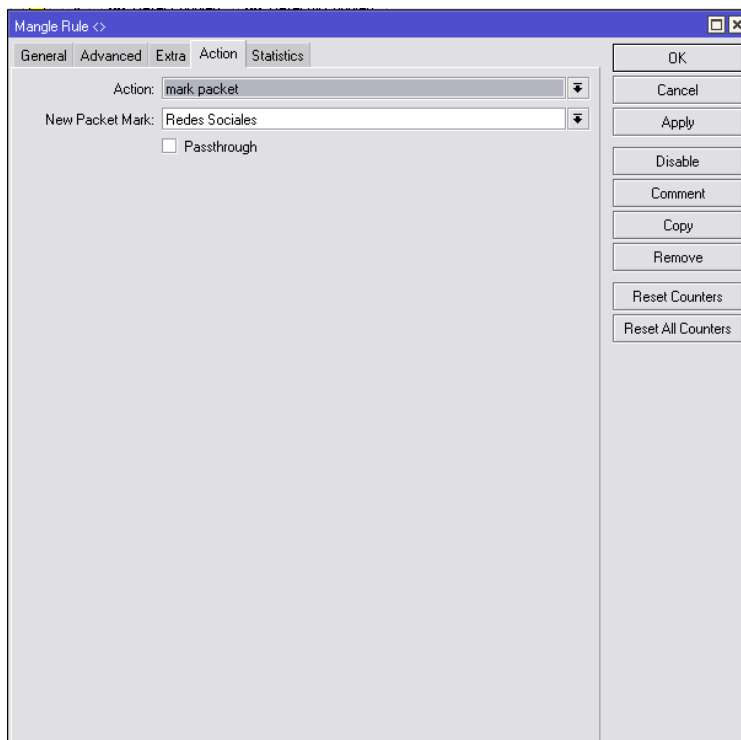 Mangle Rule <>
General Advanced Extra Action Statistics
Action: mark packet
New Packet Mark: Redes Sociales
Passthrough
OK
Cancel
Apply
Disable
Comment
Copy
Remove
Reset Counters
Reset All Counters